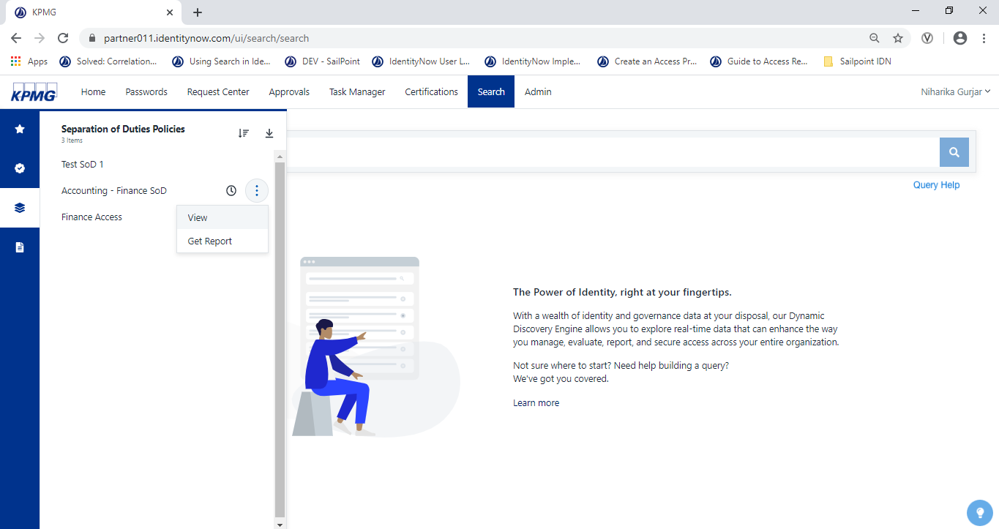 KPMG
partner011.identitynow.com/ui/search/search
Apps
Solved: Correlation...
Using Search in Ide...
DEV - SailPoint
IdentityNow User L...
IdentityNow Imple...
Create an Access Pr...
Guide to Access Re...
Sailpoint IDN
KPMG
Home
Passwords
Request Center
Approvals
Task Manager
Certifications
Search
Admin
Niharika Gurjar
Separation of Duties Policies
3 Items
Test SoD 1
Accounting - Finance SoD
Finance Access
View
Get Report
Query Help
The Power of Identity, right at your fingertips.
With a wealth of identity and governance data at your disposal, our Dynamic
Discovery Engine allows you to explore real-time data that can enhance the way
you manage, evaluate, report, and secure access across your entire organization.
Not sure where to start? Need help building a query?
We've got you covered.
Learn more